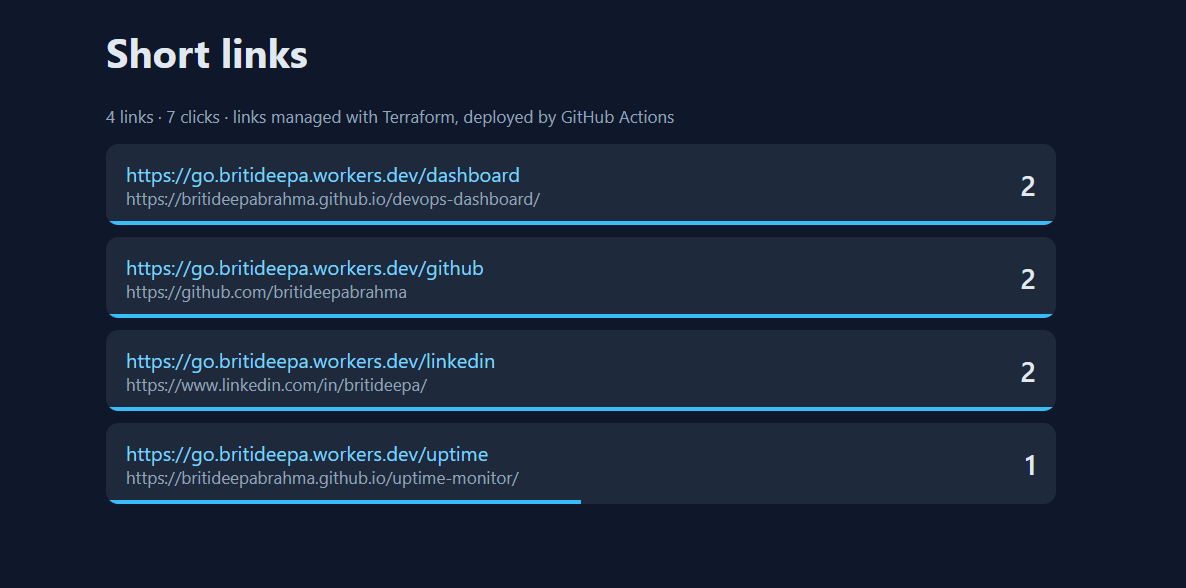 Short links
4 links · 7 clicks · links managed with Terraform, deployed by GitHub Actions
https://go.britideepa.workers.dev/dashboard
https://britideepabrahma.github.io/devops-dashboard/
2
https://go.britideepa.workers.dev/github
https://github.com/britideepabrahma
2
https://go.britideepa.workers.dev/linkedin
https://www.linkedin.com/in/britideepa/
2
https://go.britideepa.workers.dev/uptime
https://britideepabrahma.github.io/uptime-monitor/
1